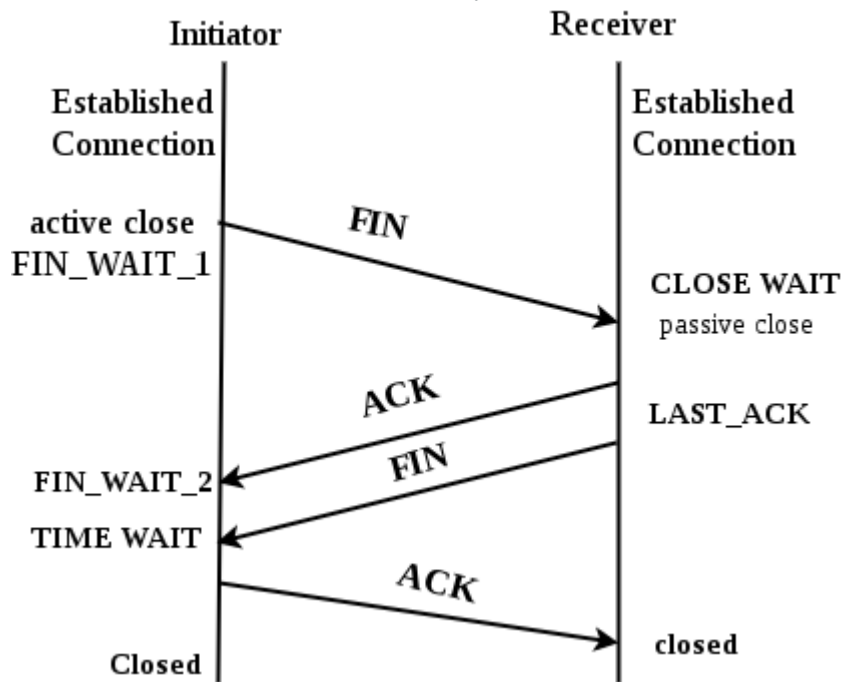 Initiator
Receiver
Established
Connection
Established
Connection
active close
FIN_WAIT_1
FIN
CLOSE WAIT
passive close
ACK
LAST_ACK
FIN
FIN_WAIT_2
TIME WAIT
ACK
closed
Closed